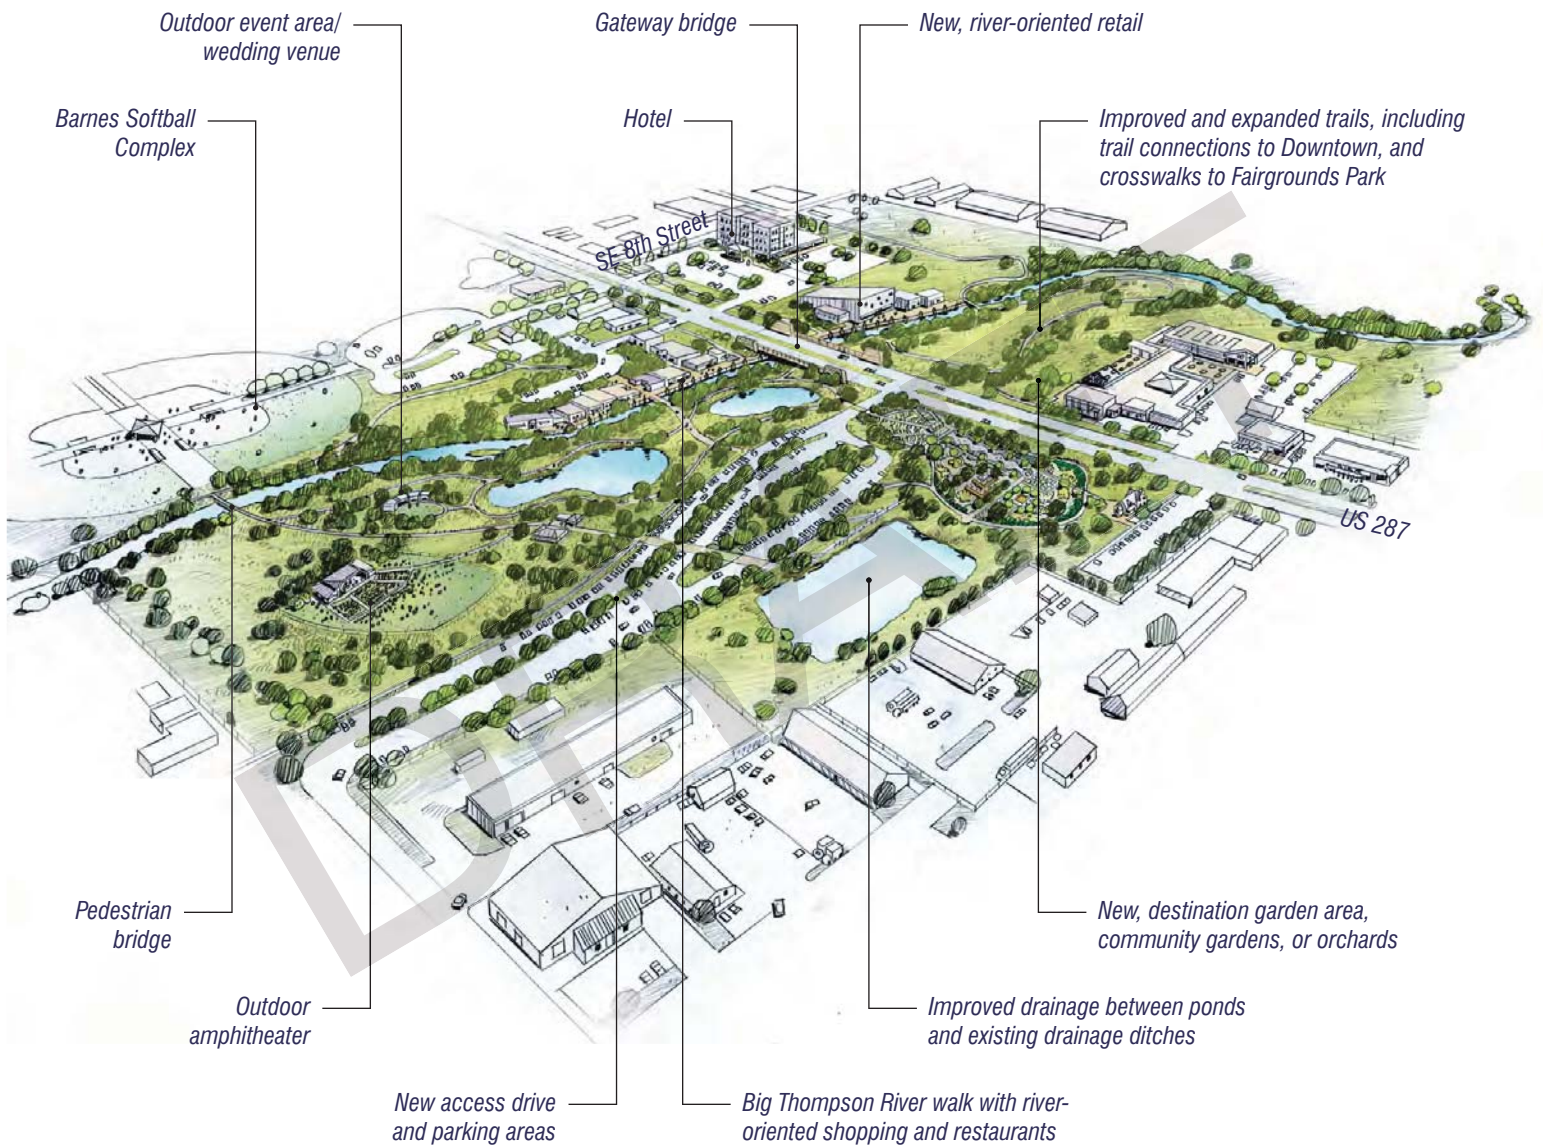 Outdoor event area/
wedding venue
Gateway bridge
New, river-oriented retail
Barnes Softball
Complex
Hotel
Improved and expanded trails, including
trail connections to Downtown, and
crosswalks to Fairgrounds Park
SE 8th Street
US 287
DRAFT
Pedestrian
bridge
New, destination garden area,
community gardens, or orchards
Outdoor
amphitheater
Improved drainage between ponds
and existing drainage ditches
New access drive
and parking areas
Big Thompson River walk with river-
oriented shopping and restaurants